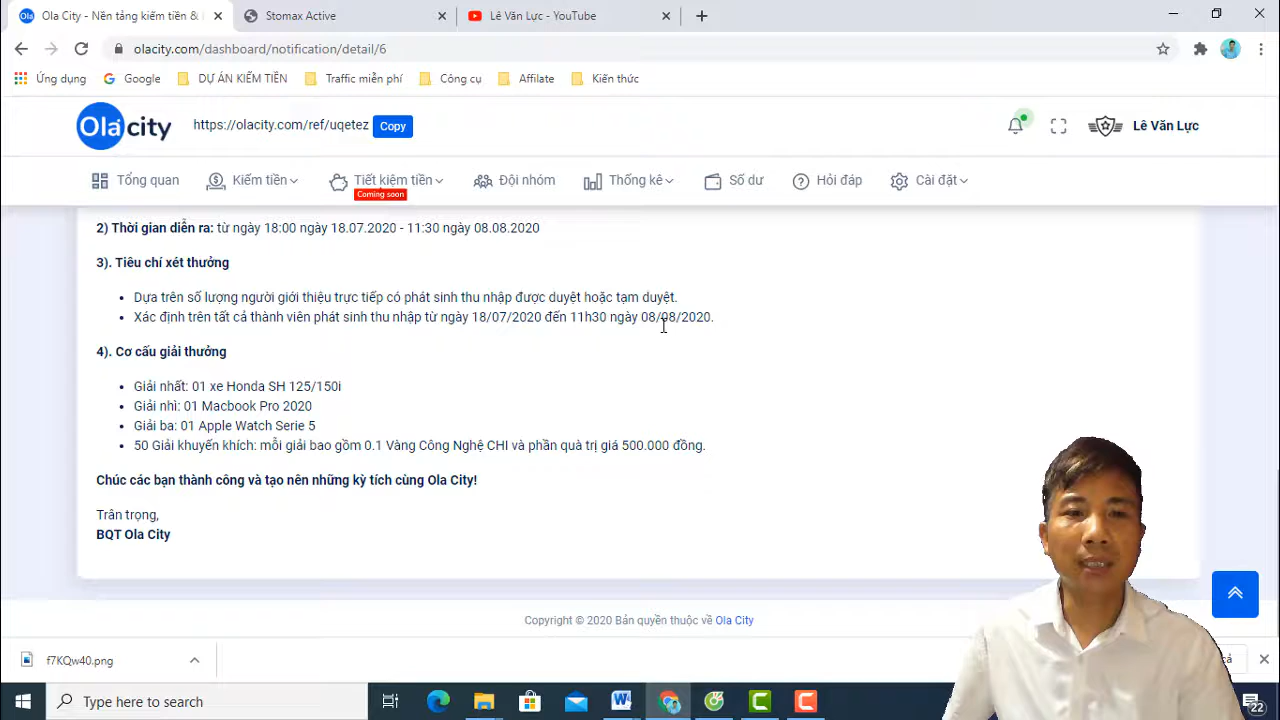 Ola City - Nền tảng kiếm tiền &
Stomax Active
Lê Văn Lực - YouTube
olacity.com/dashboard/notification/detail/6
Ứng dụng
Google
DỰ ÁN KIẾM TIỀN
Traffic miễn phí
Công cụ
Affilate
Kiến thức
Ola city
https://olacity.com/ref/uqetez
Copy
Lê Văn Lực
Tổng quan
Kiếm tiền
Tiết kiệm tiền
Coming soon
Đội nhóm
Thống kê
Số dư
Hỏi đáp
Cài đặt
2) Thời gian diễn ra: từ ngày 18:00 ngày 18.07.2020 - 11:30 ngày 08.08.2020
3). Tiêu chí xét thưởng
• Dựa trên số lượng người giới thiệu trực tiếp có phát sinh thu nhập được duyệt hoặc tạm duyệt.
• Xác định trên tất cả thành viên phát sinh thu nhập từ ngày 18/07/2020 đến 11h30 ngày 08/08/2020.
4). Cơ cấu giải thưởng
• Giải nhất: 01 xe Honda SH 125/150i
• Giải nhì: 01 Macbook Pro 2020
• Giải ba: 01 Apple Watch Serie 5
• 50 Giải khuyến khích: mỗi giải bao gồm 0.1 Vàng Công Nghệ CHI và phần quà trị giá 500.000 đồng.
Chúc các bạn thành công và tạo nên những kỳ tích cùng Ola City!
Trân trọng,
BQT Ola City
Copyright © 2020 Bản quyền thuộc về Ola City
f7KQw40.png
Type here to search
22